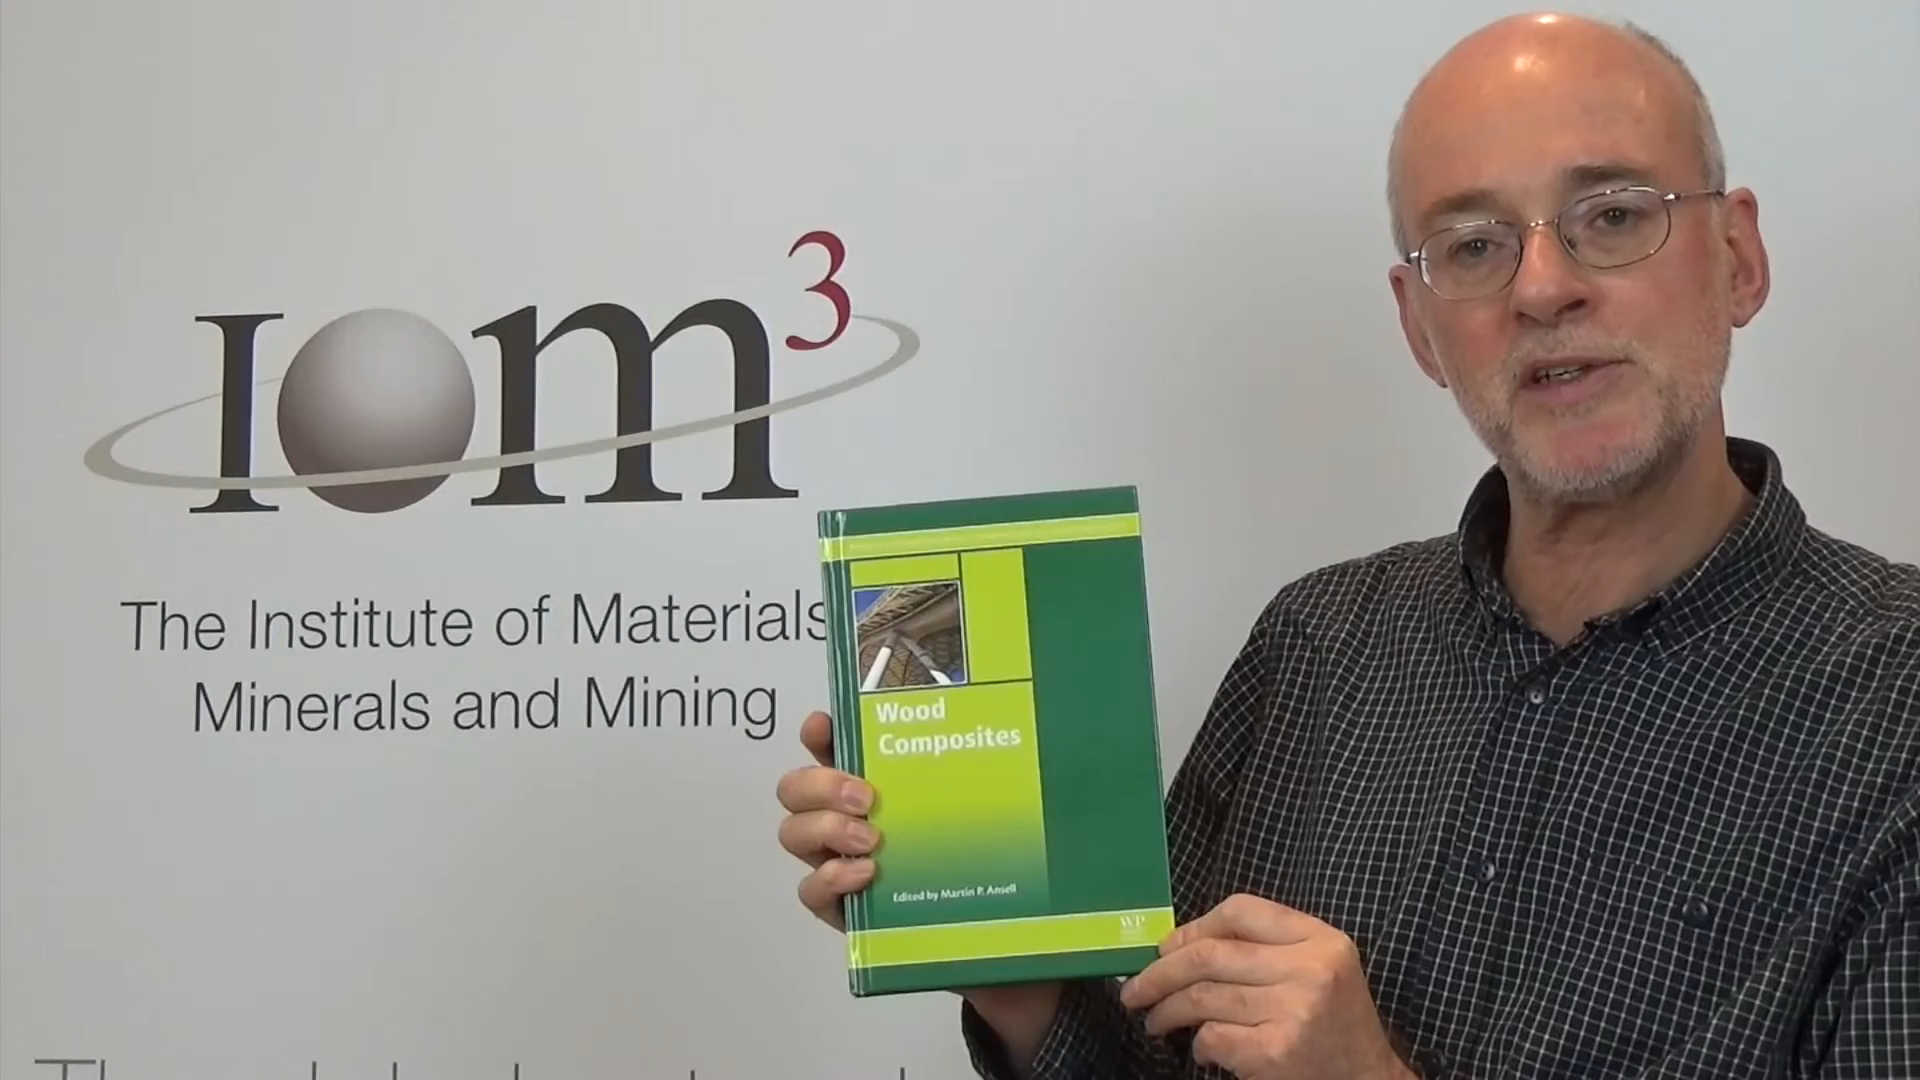 IOM3
The Institute of Materials
Minerals and Mining
Wood
Composites
Edited by Martin P. Ansell
WP